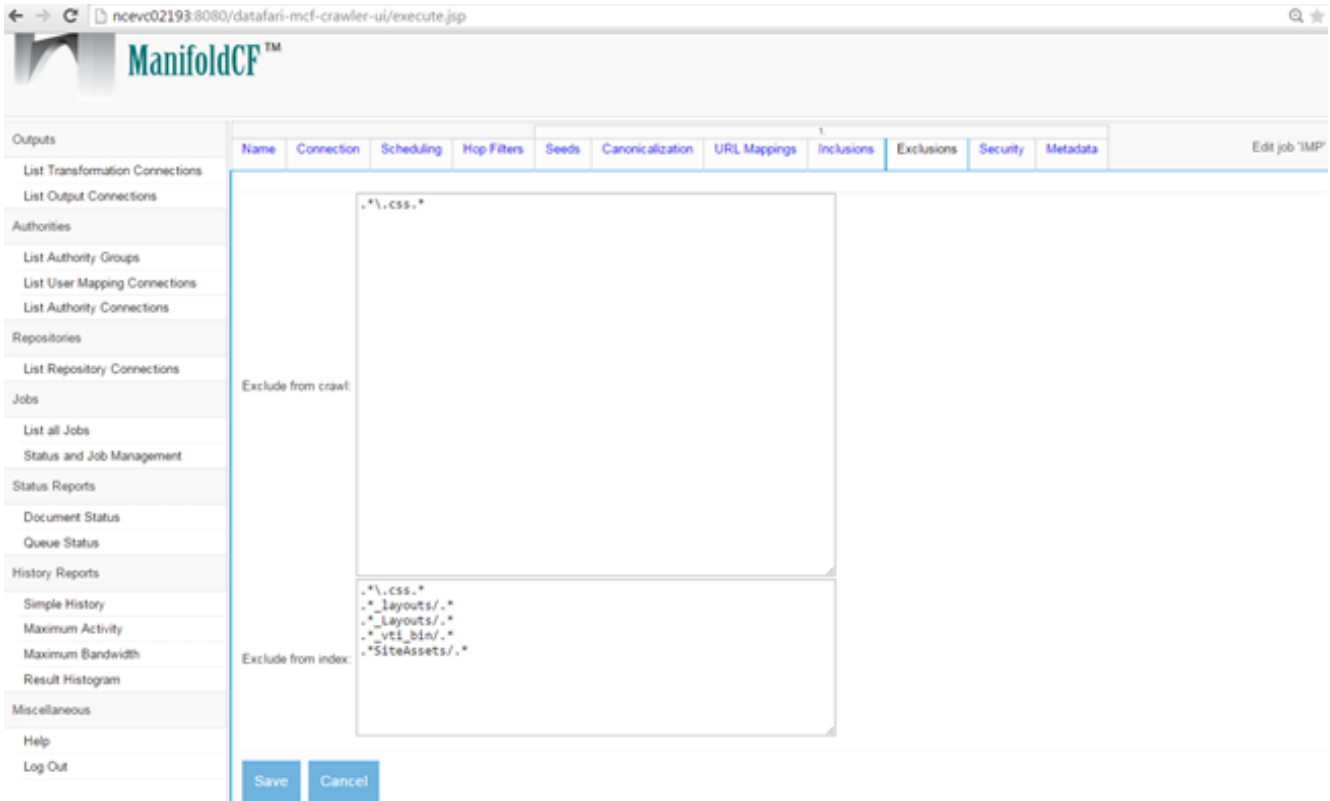 ncevc02193:8080/datafari-mcf-crawler-ui/execute.jsp
ManifoldCF™
1.
Name Connection Scheduling Hop Filters Seeds Canonicalization URL Mappings Inclusions Exclusions Security Metadata Edit job 'IMP'
Outputs
List Transformation Connections
List Output Connections
Authorities
List Authority Groups
List User Mapping Connections
List Authority Connections
Repositories
List Repository Connections
Jobs
List all Jobs
Status and Job Management
Status Reports
Document Status
Queue Status
History Reports
Simple History
Maximum Activity
Maximum Bandwidth
Result Histogram
Miscellaneous
Help
Log Out
Exclude from crawl:
.*\.css.*
Exclude from index:
.*\.css.*
.*_layouts/.*
.*_Layouts/.*
.*_vti_bin/.*
.*SiteAssets/.*
Save Cancel